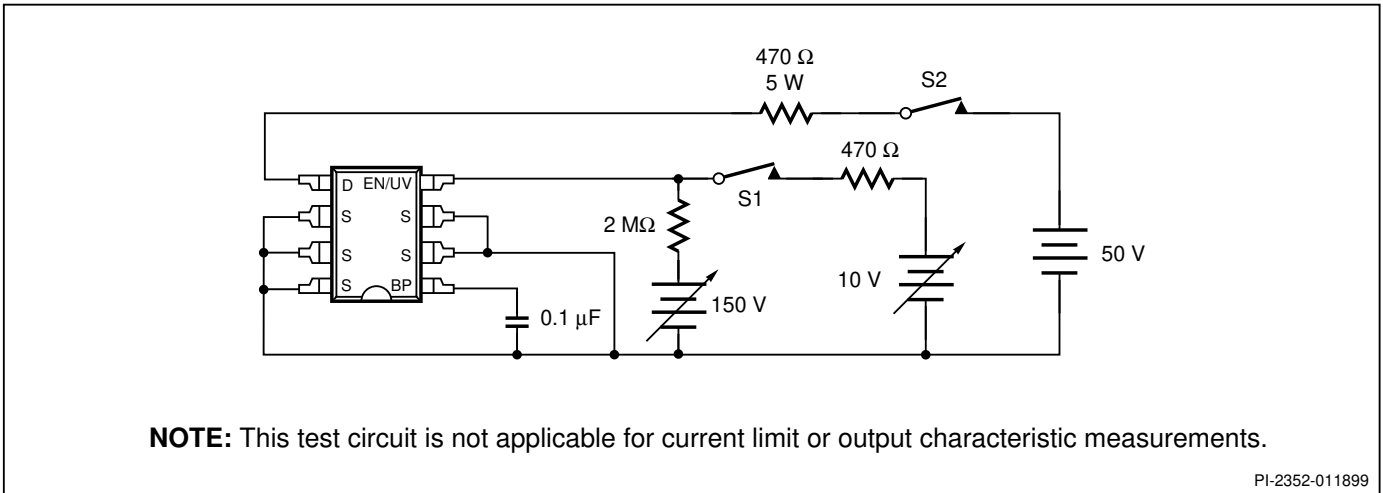 470 Ω
5 W
S2
470 Ω
D EN/UV
S1
S S
2 MΩ
S S
50 V
10 V
S BP
150 V
0.1 μF
NOTE: This test circuit is not applicable for current limit or output characteristic measurements.
PI-2352-011899